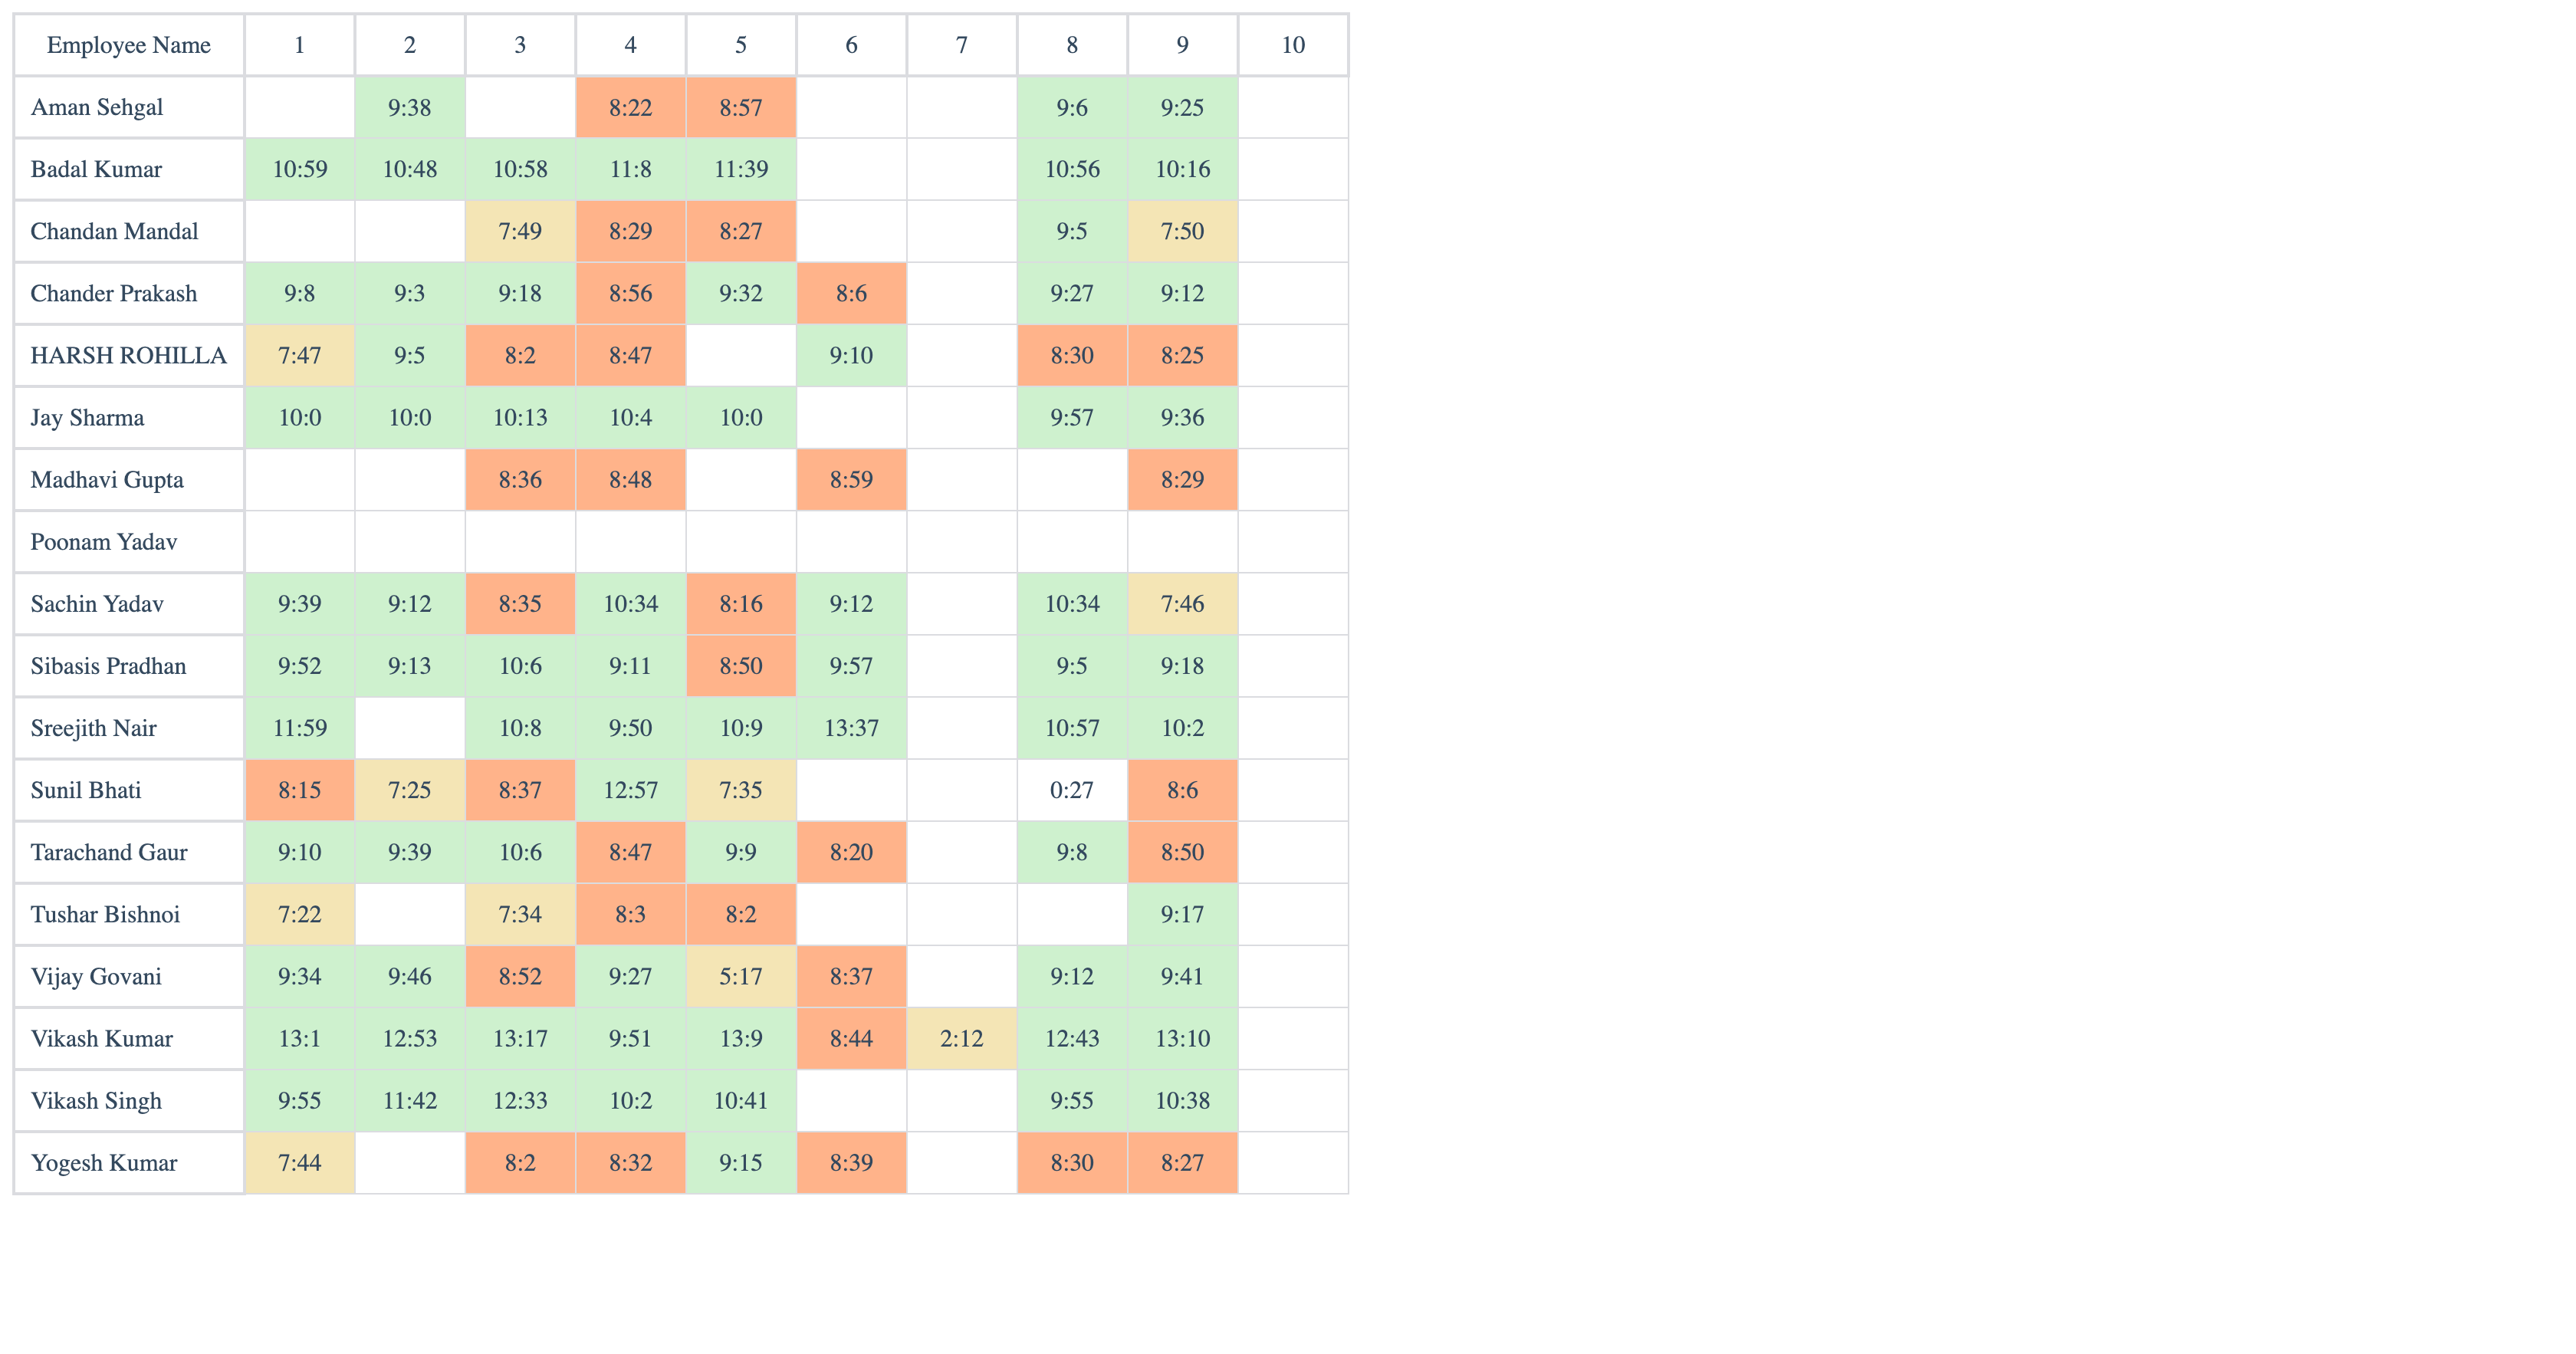 Employee Name 1 2 3 4 5 6 7 8 9 10
Aman Sehgal 9:38 8:22 8:57 9:6 9:25
Badal Kumar 10:59 10:48 10:58 11:8 11:39 10:56 10:16
Chandan Mandal 7:49 8:29 8:27 9:5 7:50
Chander Prakash 9:8 9:3 9:18 8:56 9:32 8:6 9:27 9:12
HARSH ROHILLA 7:47 9:5 8:2 8:47 9:10 8:30 8:25
Jay Sharma 10:0 10:0 10:13 10:4 10:0 9:57 9:36
Madhavi Gupta 8:36 8:48 8:59 8:29
Poonam Yadav
Sachin Yadav 9:39 9:12 8:35 10:34 8:16 9:12 10:34 7:46
Sibasis Pradhan 9:52 9:13 10:6 9:11 8:50 9:57 9:5 9:18
Sreejith Nair 11:59 10:8 9:50 10:9 13:37 10:57 10:2
Sunil Bhati 8:15 7:25 8:37 12:57 7:35 0:27 8:6
Tarachand Gaur 9:10 9:39 10:6 8:47 9:9 8:20 9:8 8:50
Tushar Bishnoi 7:22 7:34 8:3 8:2 9:17
Vijay Govani 9:34 9:46 8:52 9:27 5:17 8:37 9:12 9:41
Vikash Kumar 13:1 12:53 13:17 9:51 13:9 8:44 2:12 12:43 13:10
Vikash Singh 9:55 11:42 12:33 10:2 10:41 9:55 10:38
Yogesh Kumar 7:44 8:2 8:32 9:15 8:39 8:30 8:27